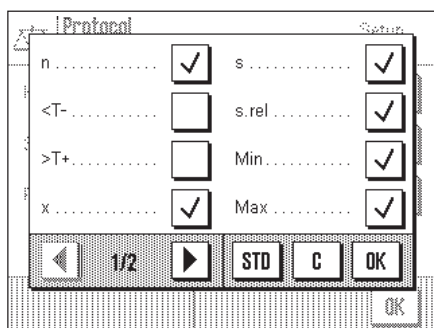 Protocol Setup
n ............. ✓ s .............. ✓
<T- ............ s.rel ........... ✓
>T+ ............ Min ............ ✓
x .............. ✓ Max ........... ✓
1/2 STD C OK
OK